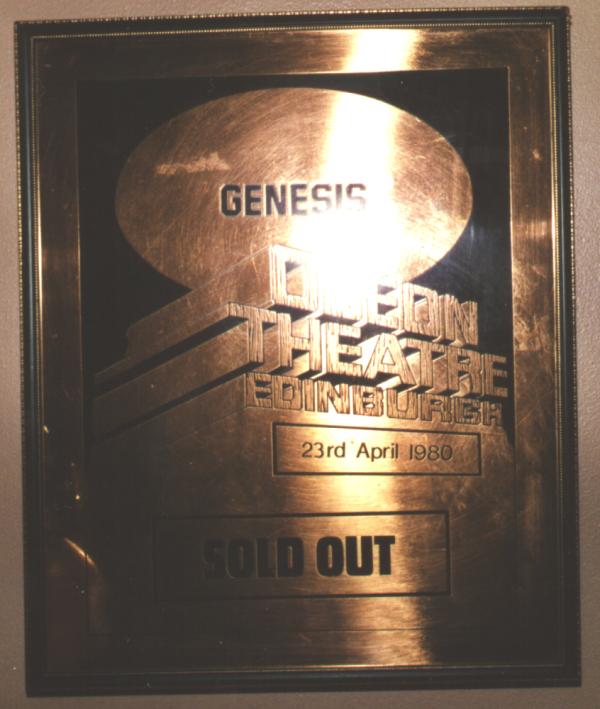 GENESIS
ODEON
THEATRE
EDINBURGH
23rd April 1980
SOLD OUT